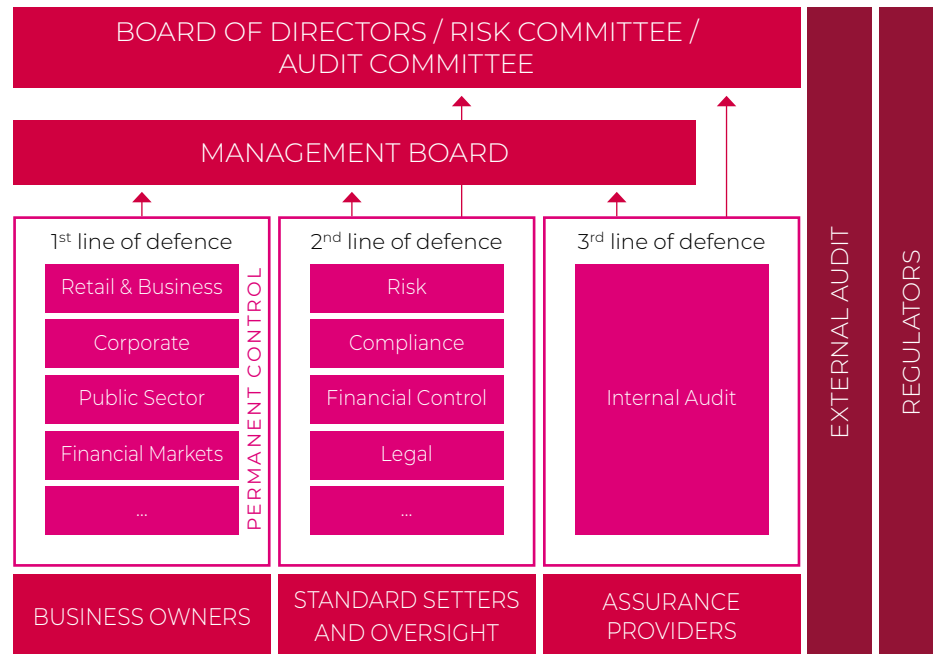 BOARD OF DIRECTORS / RISK COMMITTEE /
AUDIT COMMITTEE
MANAGEMENT BOARD
1st line of defence
Retail & Business
Corporate
Public Sector
Financial Markets
...
PERMANENT CONTROL
2nd line of defence
Risk
Compliance
Financial Control
Legal
...
3rd line of defence
Internal Audit
BUSINESS OWNERS
STANDARD SETTERS
AND OVERSIGHT
ASSURANCE
PROVIDERS
EXTERNAL AUDIT
REGULATORS